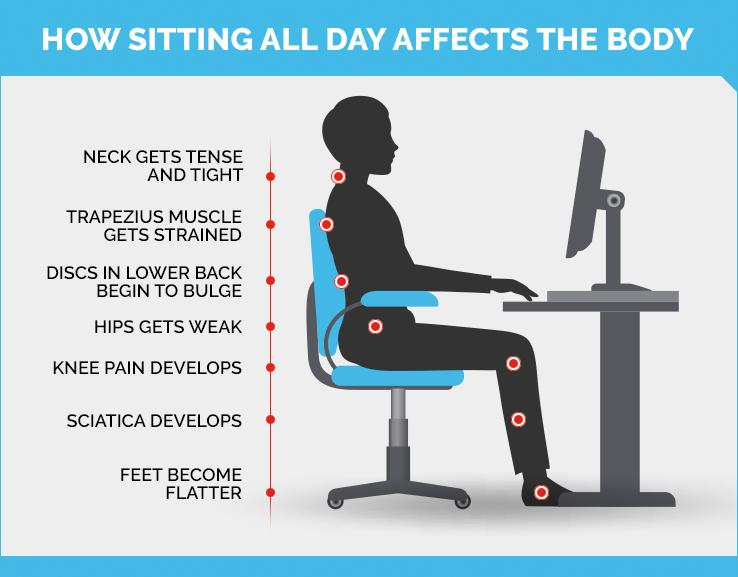 HOW SITTING ALL DAY AFFECTS THE BODY
NECK GETS TENSE
AND TIGHT
TRAPEZIUS MUSCLE
GETS STRAINED
DISCS IN LOWER BACK
BEGIN TO BULGE
HIPS GETS WEAK
KNEE PAIN DEVELOPS
SCIATICA DEVELOPS
FEET BECOME
FLATTER